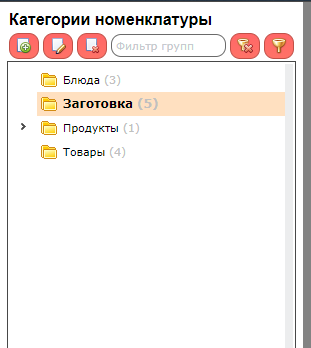 Категории номенклатуры
Фильтр групп
Блюда (3)
Заготовка (5)
Продукты (1)
Товары (4)